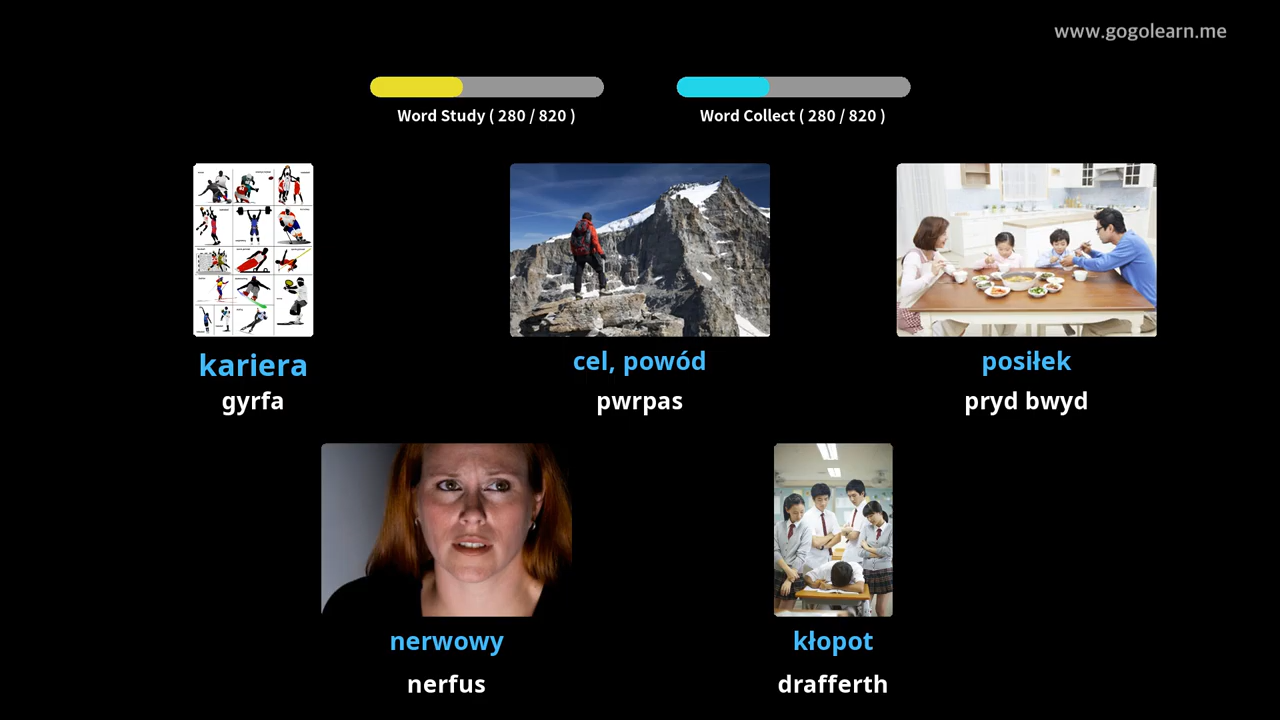 www.gogolearn.me
Word Study ( 280 / 820 )
Word Collect ( 280 / 820 )
kariera
gyrfa
cel, powód
pwrpas
posiłek
pryd bwyd
nerwowy
nerfus
kłopot
drafferth